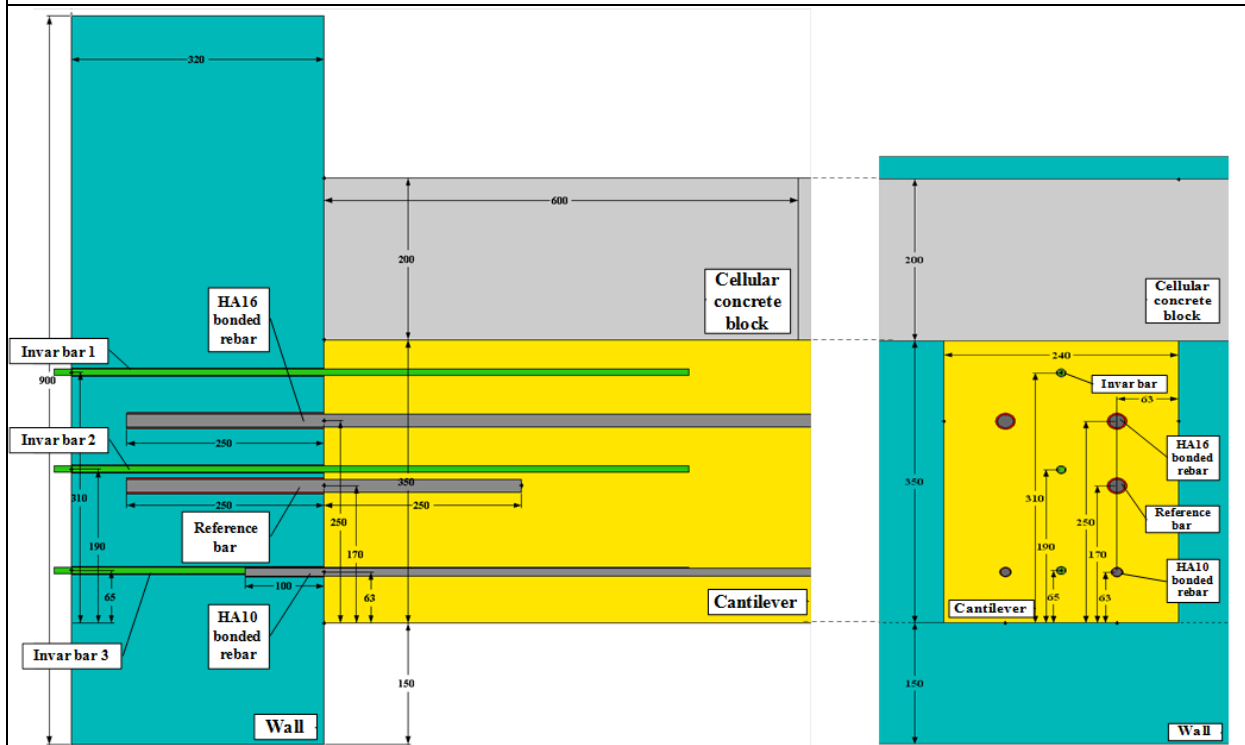 320
600
200
Cellular
concrete
block
HA16
bonded
rebar
Invar bar 1
900
250
Invar bar 2
310
250
250
350
250
Reference
bar
190
170
100
65
63
HA10
bonded
rebar
Cantilever
Invar bar 3
150
Wall
200
Cellular
concrete
block
240
Invar bar
63
HA16
bonded
rebar
350
310
Reference
bar
250
190
170
HA10
bonded
rebar
Cantilever
65
63
150
Wall